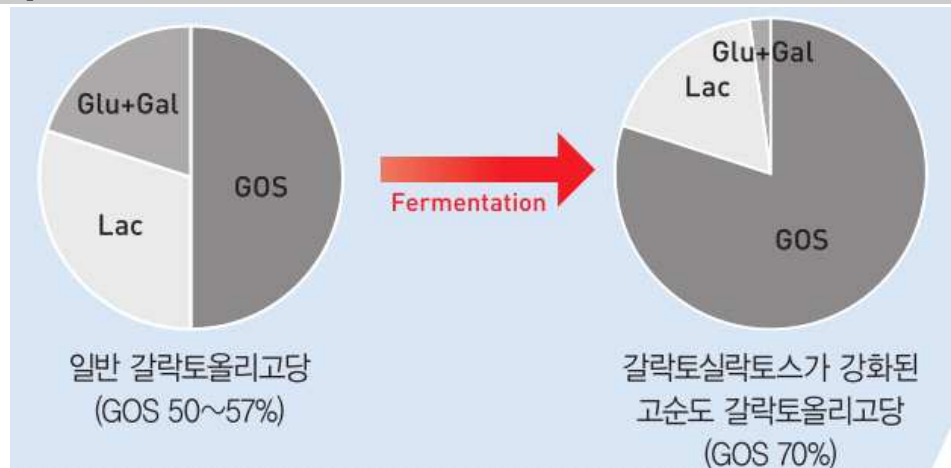 Glu+Gal
GOS
Lac
Fermentation
Glu+Gal
Lac
GOS
일반 갈락토올리고당
(GOS 50~57%)
갈락토실락토스가 강화된
고순도 갈락토올리고당
(GOS 70%)